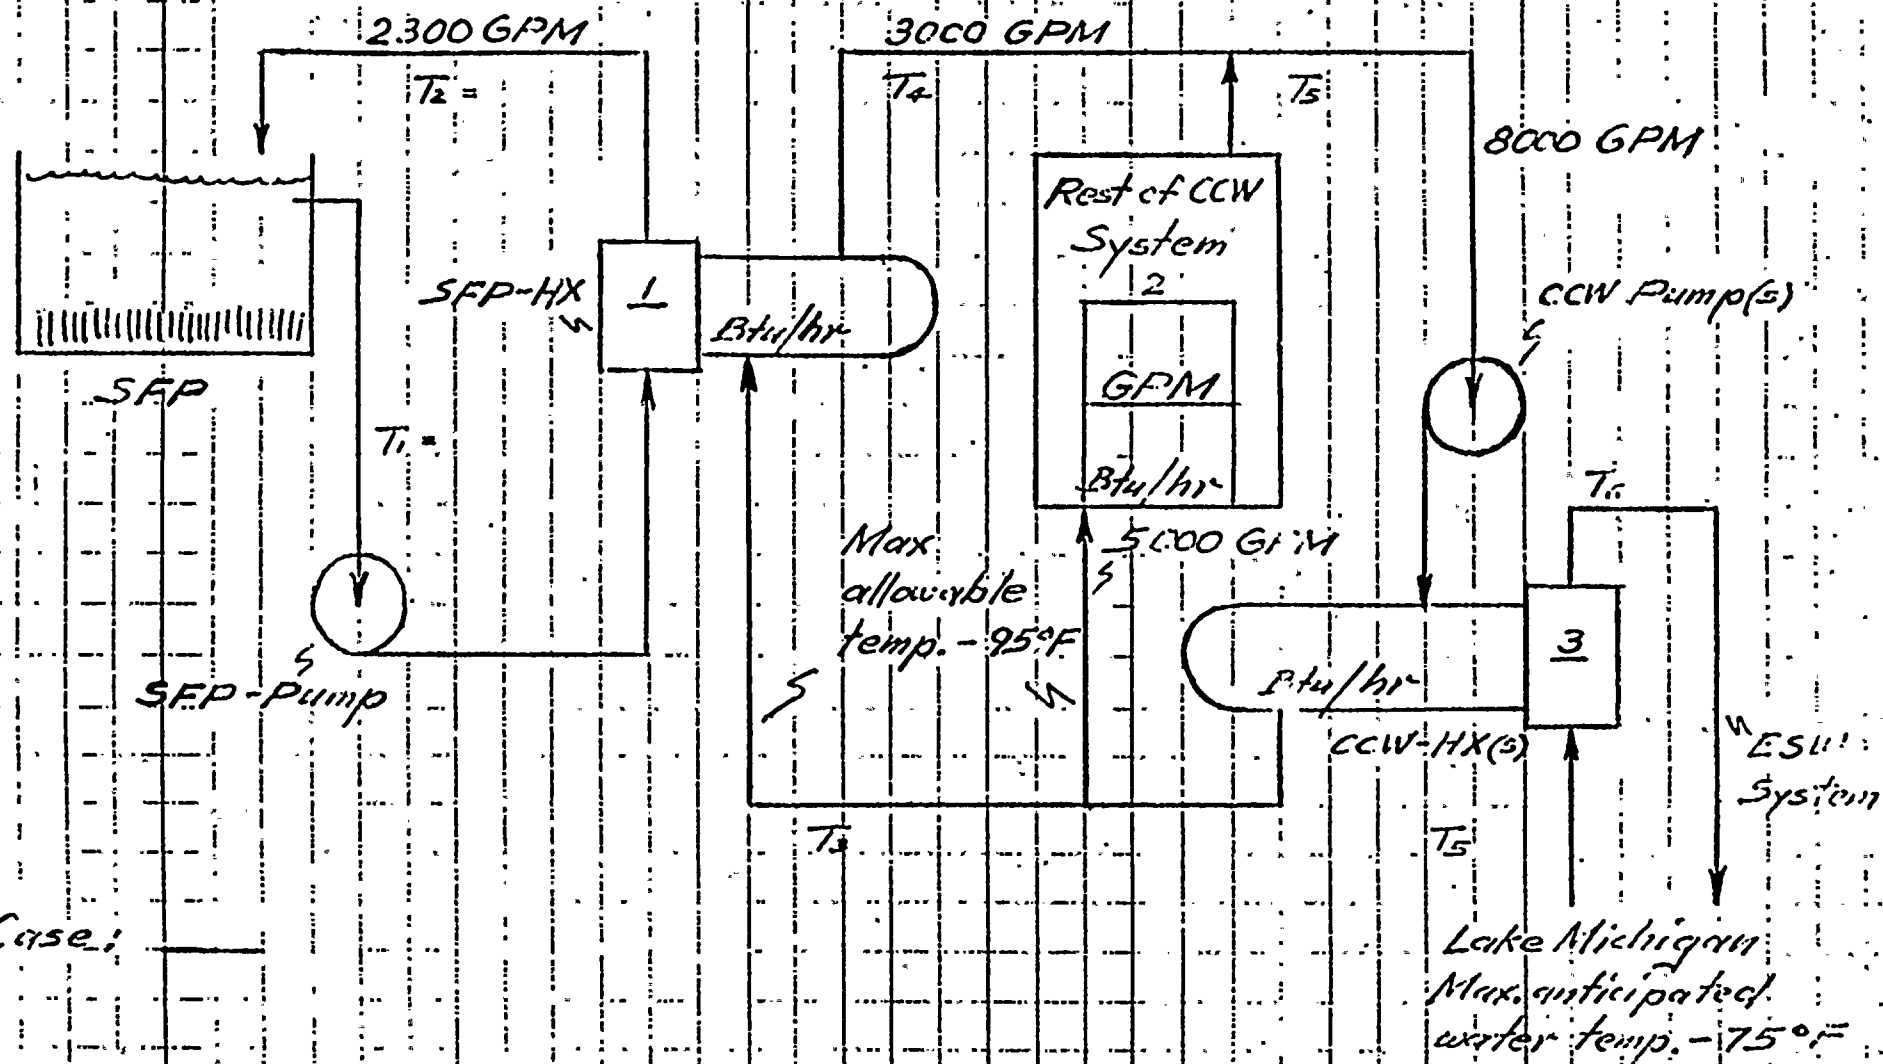 2300 GPM
T2 =
3000 GPM
T4
T5
8000 GPM
Rest of CCW
System
2
GPM
Btu/hr
SFP-HX
1
Btu/hr
CCW Pump(s)
SFP
T1 =
SFP-Pump
Max
allowable
temp. - 95°F
5000 GPM
T
3
Btu/hr
CCW-HX(s)
ESW
System
T3
T5
Case:
Lake Michigan
Max. anticipated
water temp. - 75°F